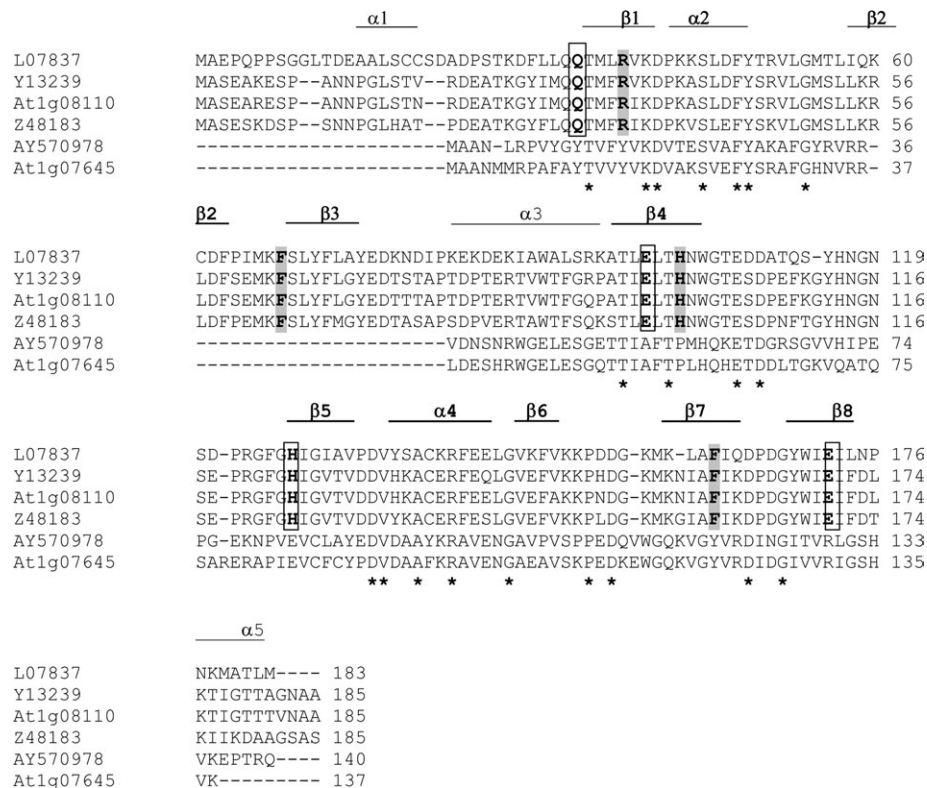 α1 β1 α2 β2
L07837 MAEPQPPSGGLTDEAALSCCSDADPSTKDFLLQQTMLRVKDPKKSLDFYTRVLGMTLIQK 60
Y13239 MASEAKESP--ANNPGLSTV--RDEATKGYIMQQTMFRVKDPKASLDFYSRVLGMSLLKR 56
At1g08110 MASEARESP--ANNPGLSTN--RDEATKGYIMQQTMFRIKDPKASLDFYSRVLGMSLLKR 56
Z48183 MASESKDSP--SNNPGLHAT--PDEATKGYFLQQTMFRIKDPKVSLEFYSKVLGMSLLKR 56
AY570978 ----------------------MAAN-LRPVYGYTVFYVKDVTESVAFYAKAFGYRVRR- 36
At1g07645 ----------------------MAANMMRPAFAYTVVYVKDVAKSVEFYSRAFGHNVRR- 37
* ** * ** *
β2 β3 α3 β4
L07837 CDFPIMKFSLYFLAYEDKNDIPKEKDEKIAWALSRKATLELTHNWGTEDDATQS-YHNGN 119
Y13239 LDFSEMKFSLYFLAYEDTTTAPTDPTERTVWTFGRPATIELTHNWGTESDPEFKGYHNGN 116
At1g08110 LDFSEMKFSLYFLAYEDTSTAPTDPTERTVWTFGQPATIELTHNWGTESDPEFKGYHNGN 116
Z48183 LDFPEMKFSLYFMGYEDTASAPSDPVERTAWTFSQKSTLELTHNWGTESDPNFTGYHNGN 116
AY570978 ----------------------VDNSNRWGELESGETTIAFTPMHQKETDGRSGVVHIPE 74
At1g07645 ----------------------LDESHRWGELESGQTTIAFTPLHQHETDDLTGKVQATQ 75
* * * *
β5 α4 β6 β7 β8
L07837 SD-PRGFGHIGIAVPDVYSACKRFEELGVKFVKKPDDG-KMK-LAFIQDPDGYWIEILNP 176
Y13239 SE-PRGFGHIGVTVDDVHKACERFEQLGVEFVKKPHDG-KMKNIAFIKDPDGYWIEIFDL 174
At1g08110 SE-PRGFGHIGVTVDDVHKACERFEELGVEFAKKPNDG-KMKNIAFIKDPDGYWIEIFDL 174
Z48183 SE-PRGFGHIGVTVDDVYKACERFESLGVEFVKKPLDG-KMKGIAFIKDPDGYWIEIFDT 174
AY570978 PG-EKNPVEVCLAYEDVDAAYKRAVENGAVPVSPPEDQVWGQKVGYVRDINGITVRLGSH 133
At1g07645 SARERAPIEVCFCYPDVDAAFKRAVENGAEAVSKPEDKEWGQKVGYVRDIDGIVVRIGSH 135
** * * * * * * *
α5
L07837 NKMATLM---- 183
Y13239 KTIGTTAGNAA 185
At1g08110 KTIGTTTVNAA 185
Z48183 KIIKDAAGSAS 185
AY570978 VKEPTRQ---- 140
At1g07645 VK--------- 137